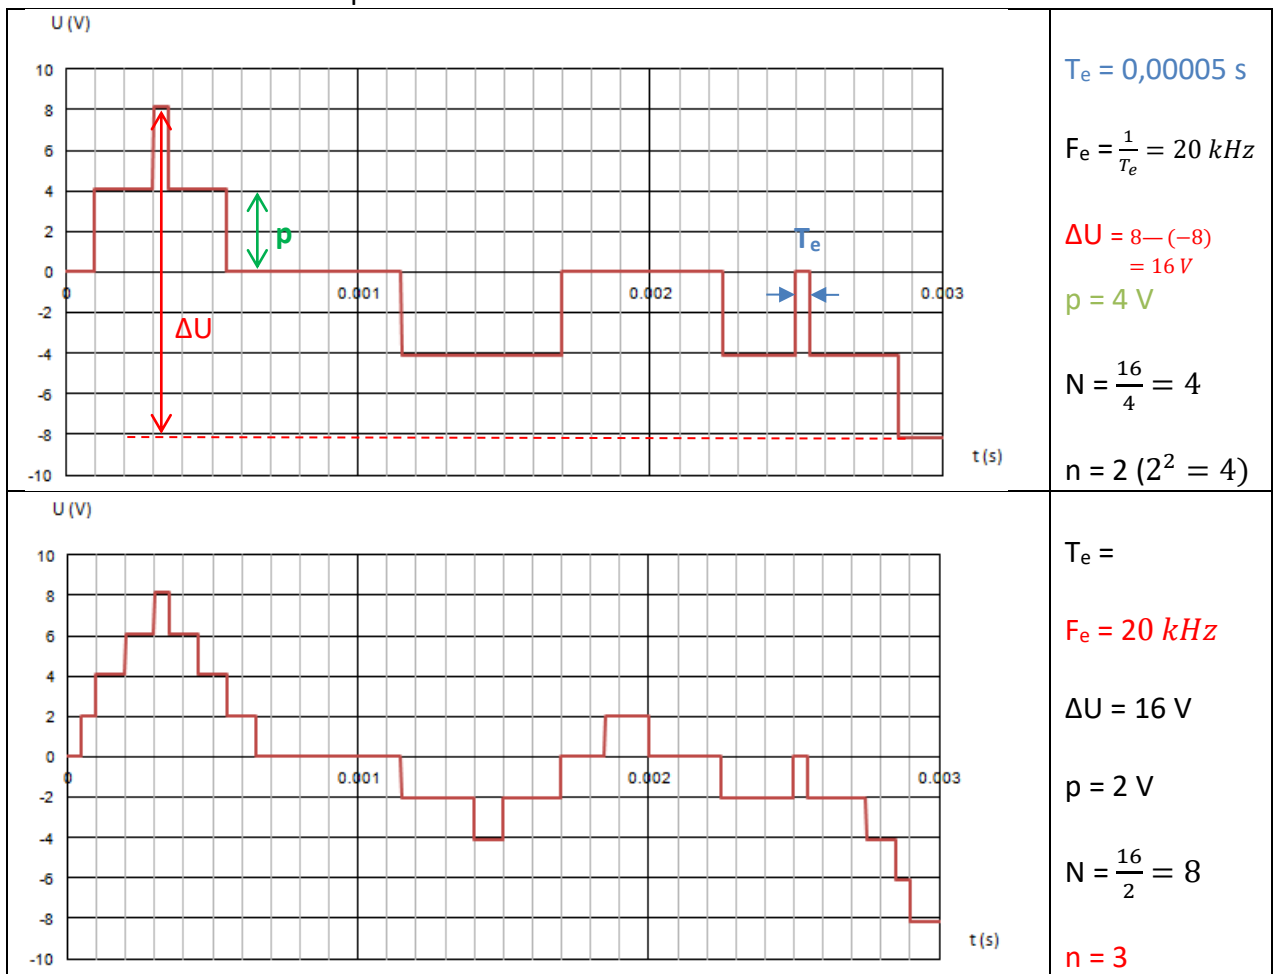 U (V)
10
8
6
4
2
0
-2
-4
-6
-8
-10
p
ΔU
Te
0
0.001
0.002
0.003
t (s)
Te = 0,00005 s
Fe = 1/Te = 20 kHz
ΔU = 8— (−8)
= 16 V
p = 4 V
N = 16/4 = 4
n = 2 (2² = 4)
U (V)
10
8
6
4
2
0
-2
-4
-6
-8
-10
0
0.001
0.002
0.003
t (s)
Te =
Fe = 20 kHz
ΔU = 16 V
p = 2 V
N = 16/2 = 8
n = 3